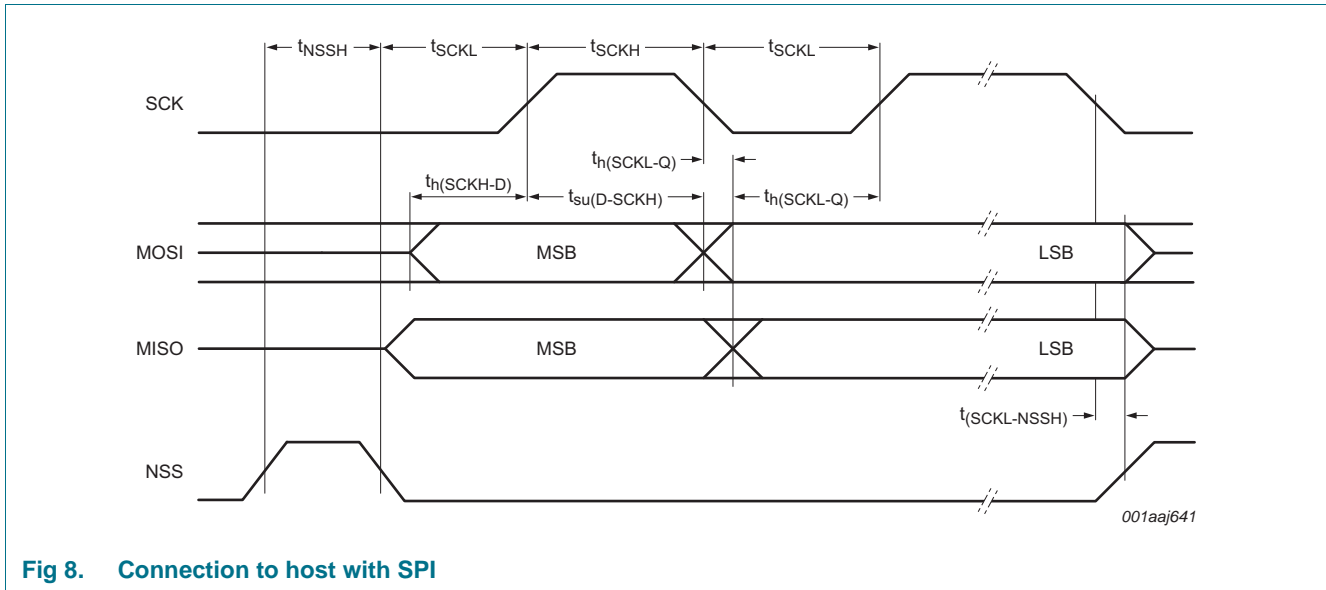 tNSSH tSCKL tSCKH tSCKL
SCK
th(SCKL-Q)
th(SCKH-D) tsu(D-SCKH) th(SCKL-Q)
MOSI MSB LSB
MISO MSB LSB
t(SCKL-NSSH)
NSS
001aaj641
Fig 8. Connection to host with SPI